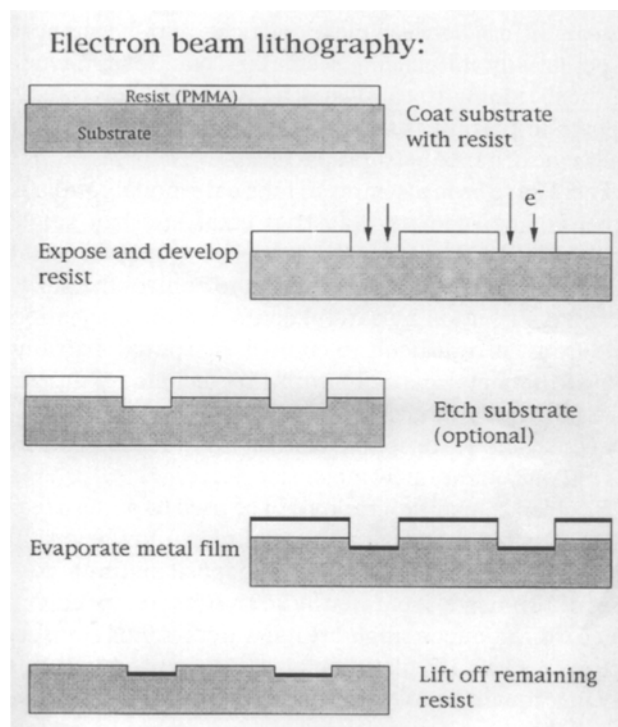 Electron beam lithography:
Resist (PMMA)
Substrate
Coat substrate
with resist
e-
Expose and develop
resist
Etch substrate
(optional)
Evaporate metal film
Lift off remaining
resist